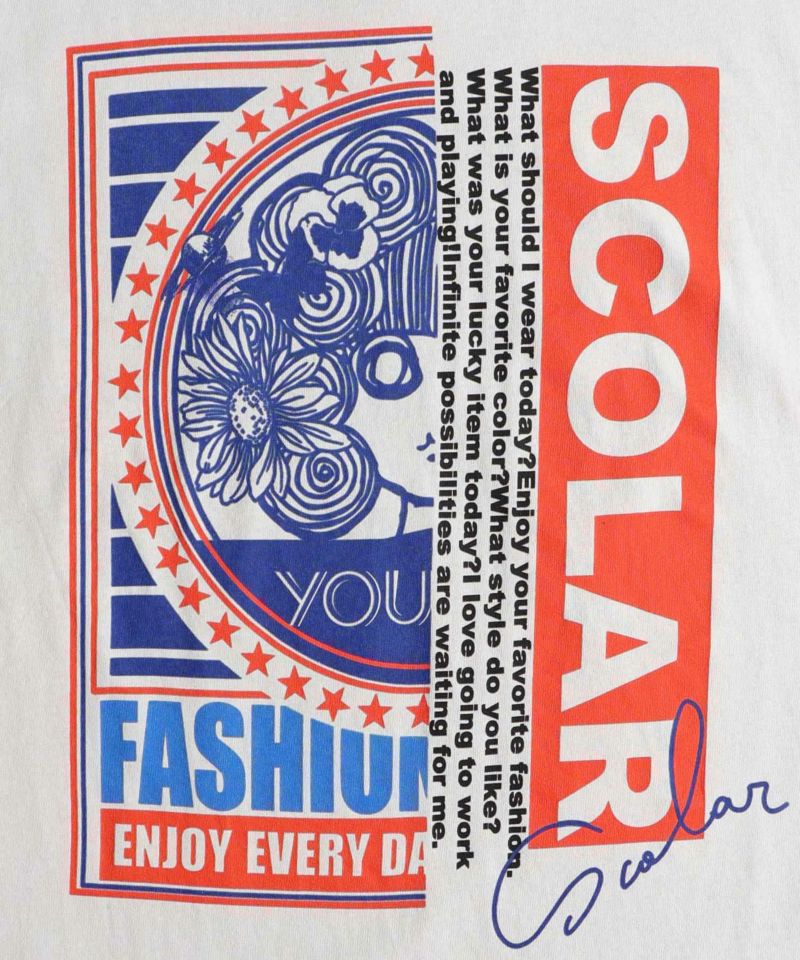 YOU
FASHION
ENJOY EVERY DA
What should I wear today?Enjoy your favorite fashion.
What is your favorite color?What style do you like?
What was your lucky item today?I love going to work
and playing!Infinite possibilities are waiting for me.
SCOLAR
Scolar